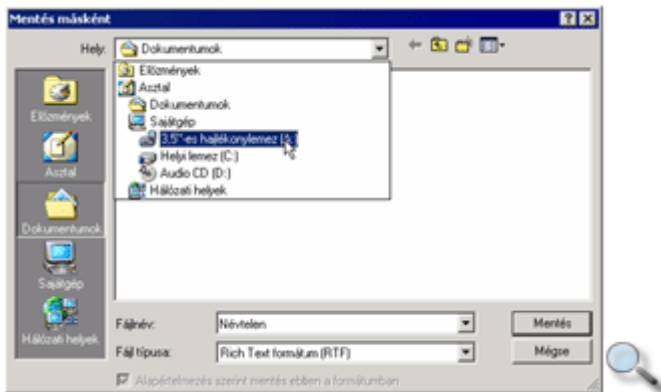 Mentés másként
Hely: Dokumentumok
Előzmények
Asztal
Dokumentumok
Sajátgép
3,5"-es hajlékonylemez (A:)
Helyi lemez (C:)
Audio CD (D:)
Hálózati helyek
Előzmények
Asztal
Dokumentumok
Sajátgép
Hálózati helyek
Fájlnév: Névtelen Mentés
Fájl típusa: Rich Text formátum (RTF) Mégse
Alapértelmezés szerint mentés ebben a formátumban